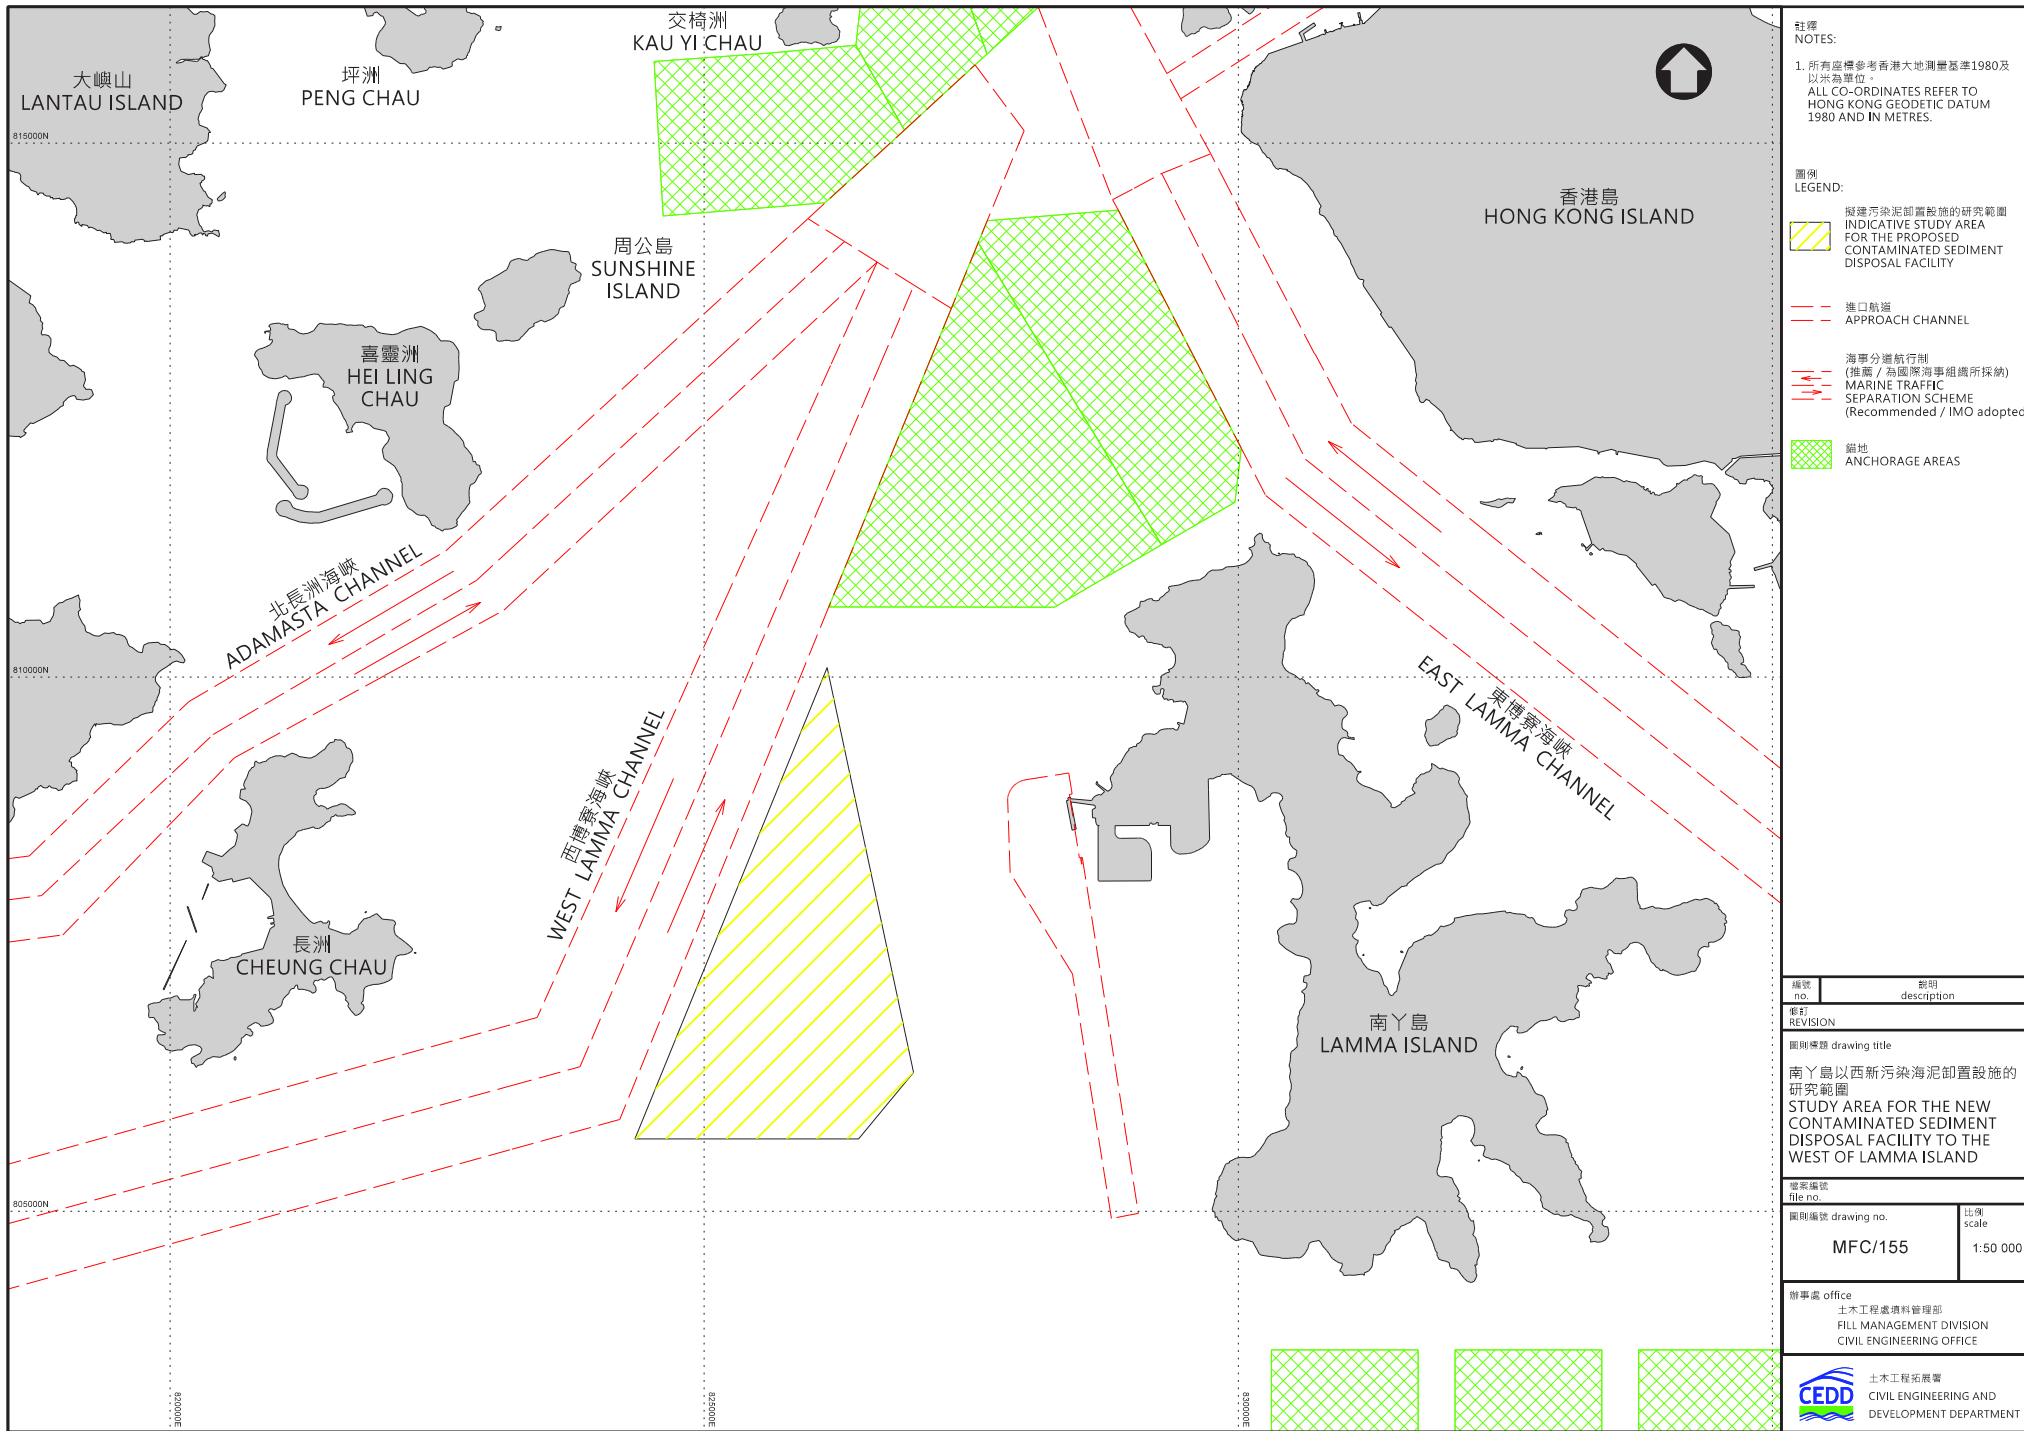 交椅洲
KAU YI CHAU
大嶼山
LANTAU ISLAND
坪洲
PENG CHAU
815000N
香港島
HONG KONG ISLAND
周公島
SUNSHINE
ISLAND
喜靈洲
HEI LING
CHAU
北長洲海峽
ADAMASTA CHANNEL
810000N
東博寮海峽
EAST LAMMA CHANNEL
西博寮海峽
WEST LAMMA CHANNEL
長洲
CHEUNG CHAU
南丫島
LAMMA ISLAND
805000N
820000E
825000E
830000E
註釋
NOTES:
1. 所有座標參考香港大地測量基準1980及
以米為單位。
ALL CO-ORDINATES REFER TO
HONG KONG GEODETIC DATUM
1980 AND IN METRES.
圖例
LEGEND:
擬建污染泥卸置設施的研究範圍
INDICATIVE STUDY AREA
FOR THE PROPOSED
CONTAMINATED SEDIMENT
DISPOSAL FACILITY
進口航道
APPROACH CHANNEL
海事分道航行制
(推薦 / 為國際海事組織所採納)
MARINE TRAFFIC
SEPARATION SCHEME
(Recommended / IMO adopted
錨地
ANCHORAGE AREAS
編號
no.
說明
description
修訂
REVISION
圖則標題 drawing title
南丫島以西新污染海泥卸置設施的
研究範圍
STUDY AREA FOR THE NEW
CONTAMINATED SEDIMENT
DISPOSAL FACILITY TO THE
WEST OF LAMMA ISLAND
檔案編號
file no.
圖則編號 drawing no.
MFC/155
比例
scale
1:50 000
辦事處 office
土木工程處填料管理部
FILL MANAGEMENT DIVISION
CIVIL ENGINEERING OFFICE
CEDD
土木工程拓展署
CIVIL ENGINEERING AND
DEVELOPMENT DEPARTMENT